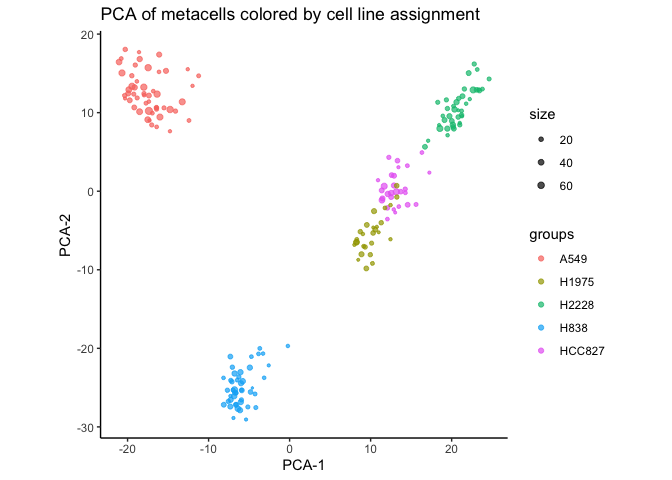 PCA of metacells colored by cell line assignment
20
10
0
-10
-20
-30
PCA-2
-20
-10
0
10
20
PCA-1
size
20
40
60
groups
A549
H1975
H2228
H838
HCC827